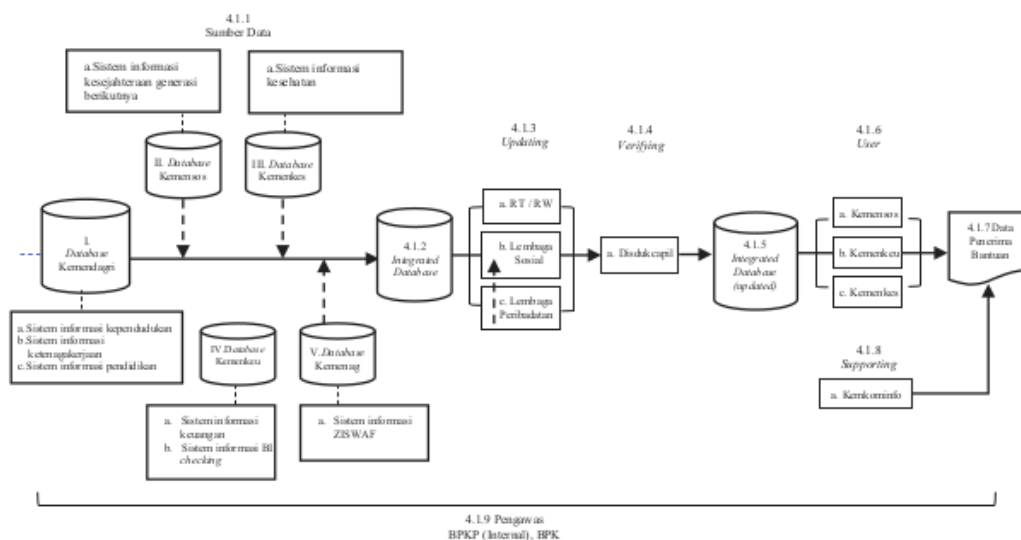 4.1.1
Sumber Data
a.Sistem informasi
kesejahteraan generasi
berikutnya
a.Sistem informasi
kesehatan
II. Database
Kemensos
III. Database
Kemenkes
I.
Database
Kemendagri
a.Sistem informasi kependudukan
b.Sistem informasi
ketenagakerjaan
c.Sistem informasi pendidikan
IV.Database
Kemenkeu
V.Database
Kemenag
a. Sistem informasi
keuangan
b. Sistem informasi BI
checking
a. Sistem informasi
ZISWAF
4.1.2
Integrated
Database
4.1.3
Updating
a. RT / RW
b. Lembaga
Sosial
c. Lembaga
Peribadatan
4.1.4
Verifying
a. Disdukcapil
4.1.5
Integrated
Database
(updated)
4.1.6
User
a. Kemensos
b. Kemenkeu
c. Kemenkes
4.1.7 Data
Penerima
Bantuan
4.1.8
Supporting
a. Kemkominfo
4.1.9 Pengawas
BPKP (Internal), BPK